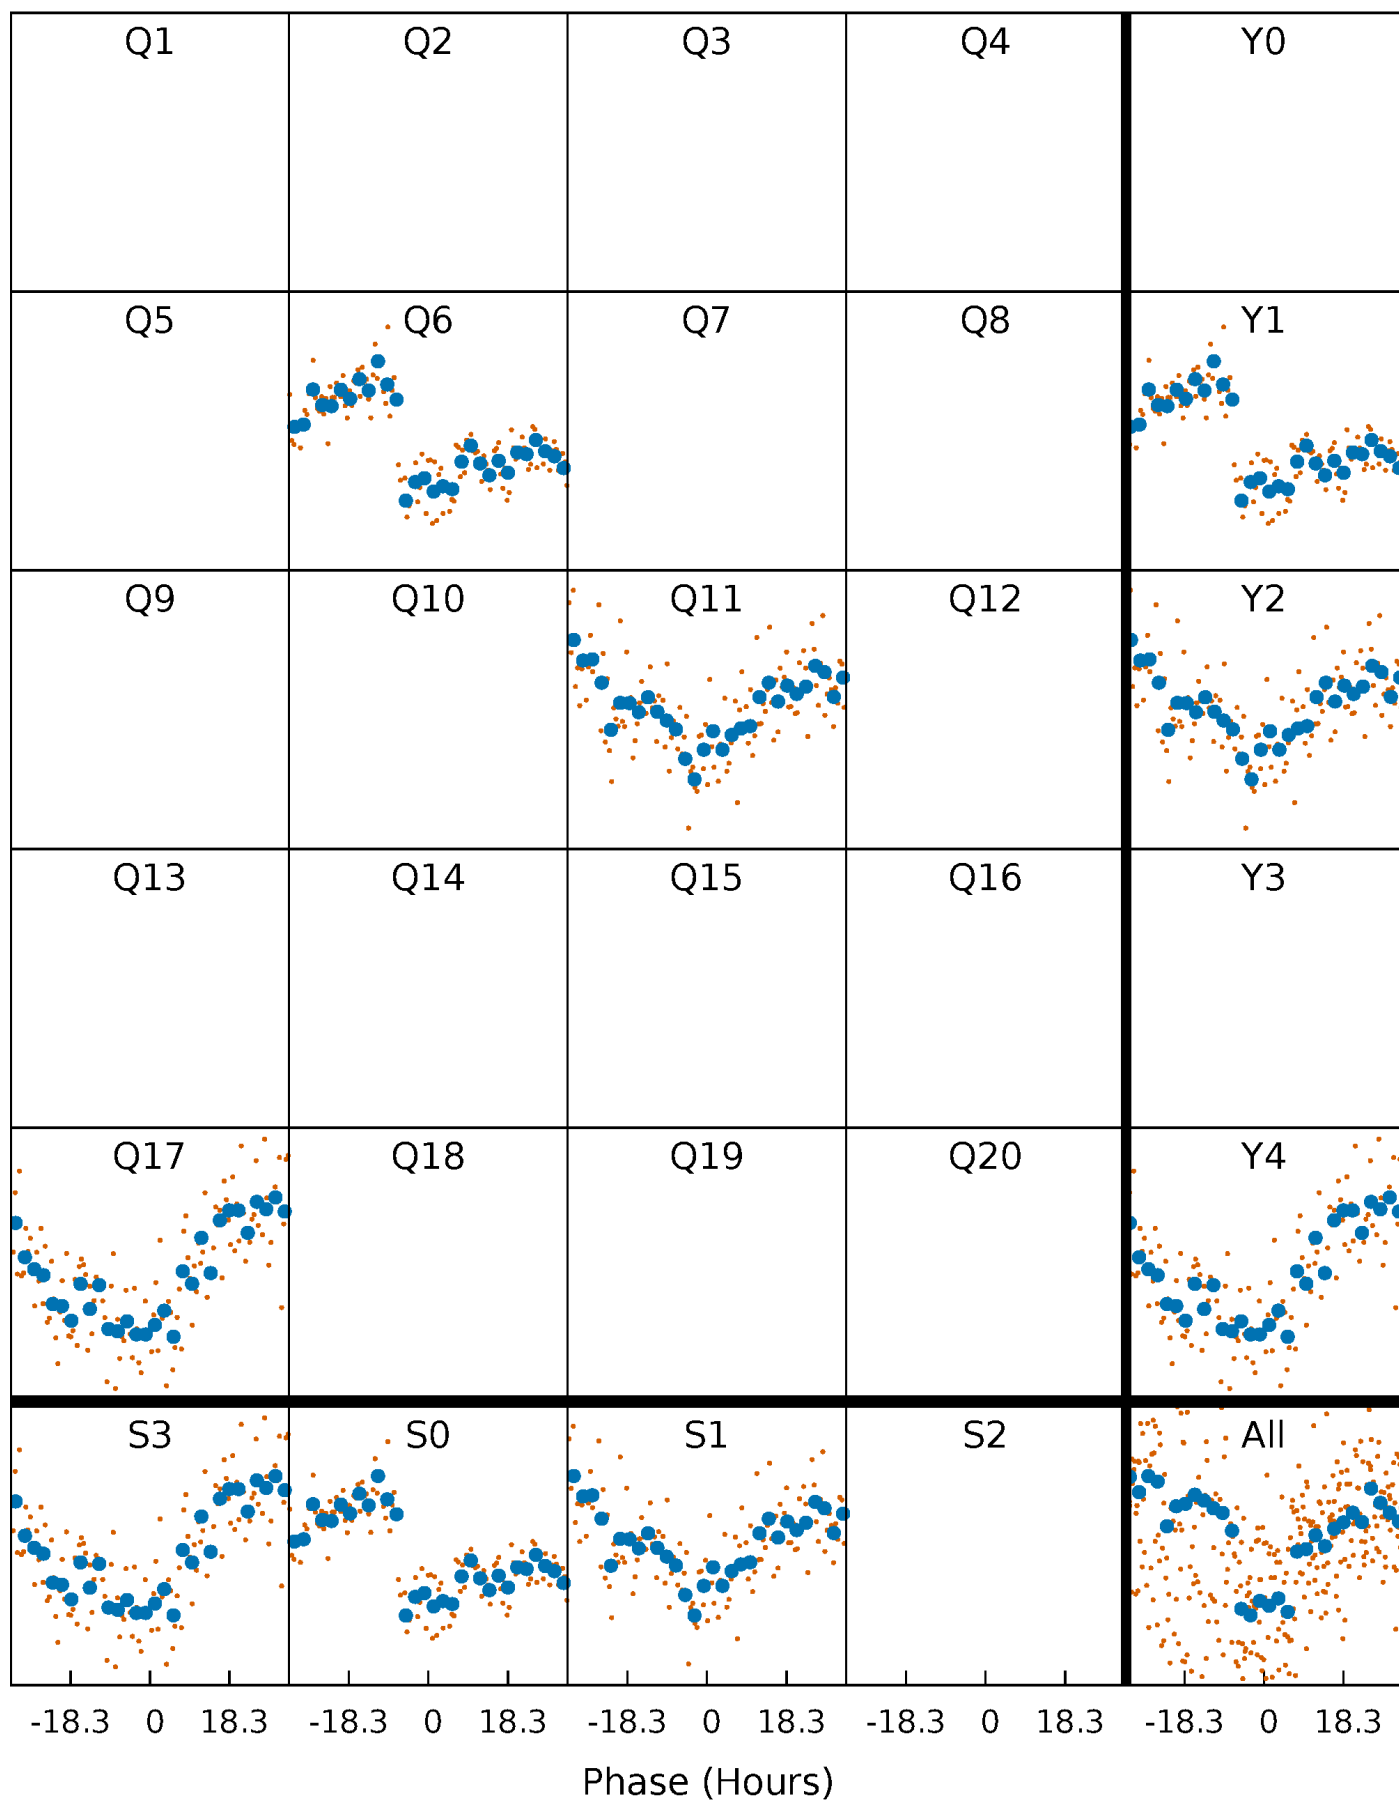 Q1 Q2 Q3 Q4 Y0
Q5 Q6 Q7 Q8 Y1
Q9 Q10 Q11 Q12 Y2
Q13 Q14 Q15 Q16 Y3
Q17 Q18 Q19 Q20 Y4
S3 S0 S1 S2 All
-18.3 0 18.3 -18.3 0 18.3 -18.3 0 18.3 -18.3 0 18.3 -18.3 0 18.3
Phase (Hours)